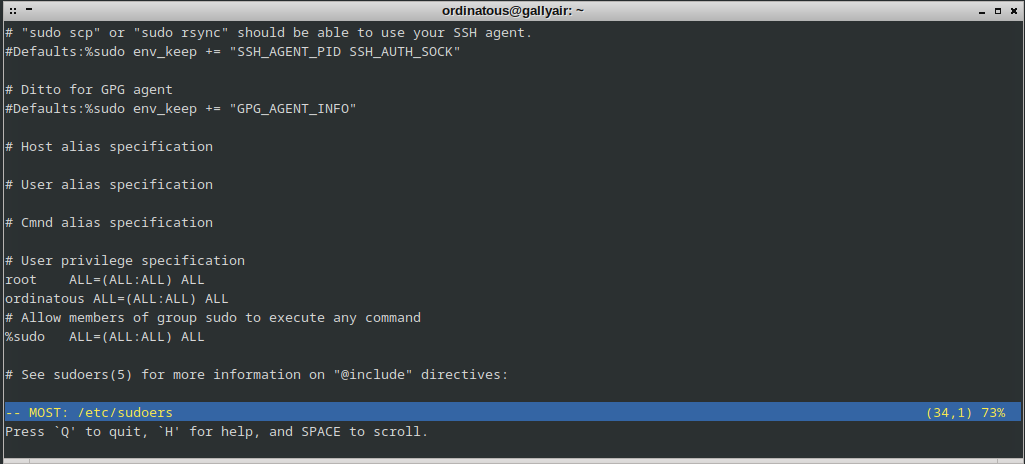 ordinatous@gallyair: ~
# "sudo scp" or "sudo rsync" should be able to use your SSH agent.
#Defaults:%sudo env_keep += "SSH_AGENT_PID SSH_AUTH_SOCK"
# Ditto for GPG agent
#Defaults:%sudo env_keep += "GPG_AGENT_INFO"
# Host alias specification
# User alias specification
# Cmnd alias specification
# User privilege specification
root    ALL=(ALL:ALL) ALL
ordinatous ALL=(ALL:ALL) ALL
# Allow members of group sudo to execute any command
%sudo   ALL=(ALL:ALL) ALL
# See sudoers(5) for more information on "@include" directives:
-- MOST: /etc/sudoers (34,1) 73%
Press `Q' to quit, `H' for help, and SPACE to scroll.